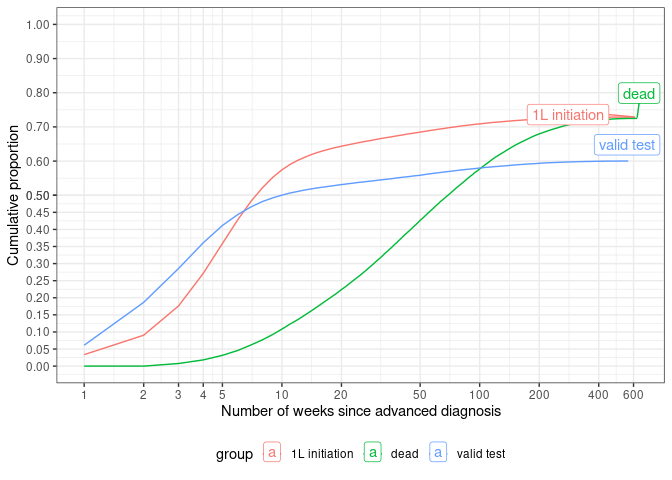 1.00
0.90
0.80
0.70
0.60
0.50
0.45
0.40
0.35
0.30
0.25
0.20
0.15
0.10
0.05
0.00
Cumulative proportion
dead
1L initiation
valid test
1 2 3 4 5 10 20 50 100 200 400 600
Number of weeks since advanced diagnosis
group a 1L initiation a dead a valid test